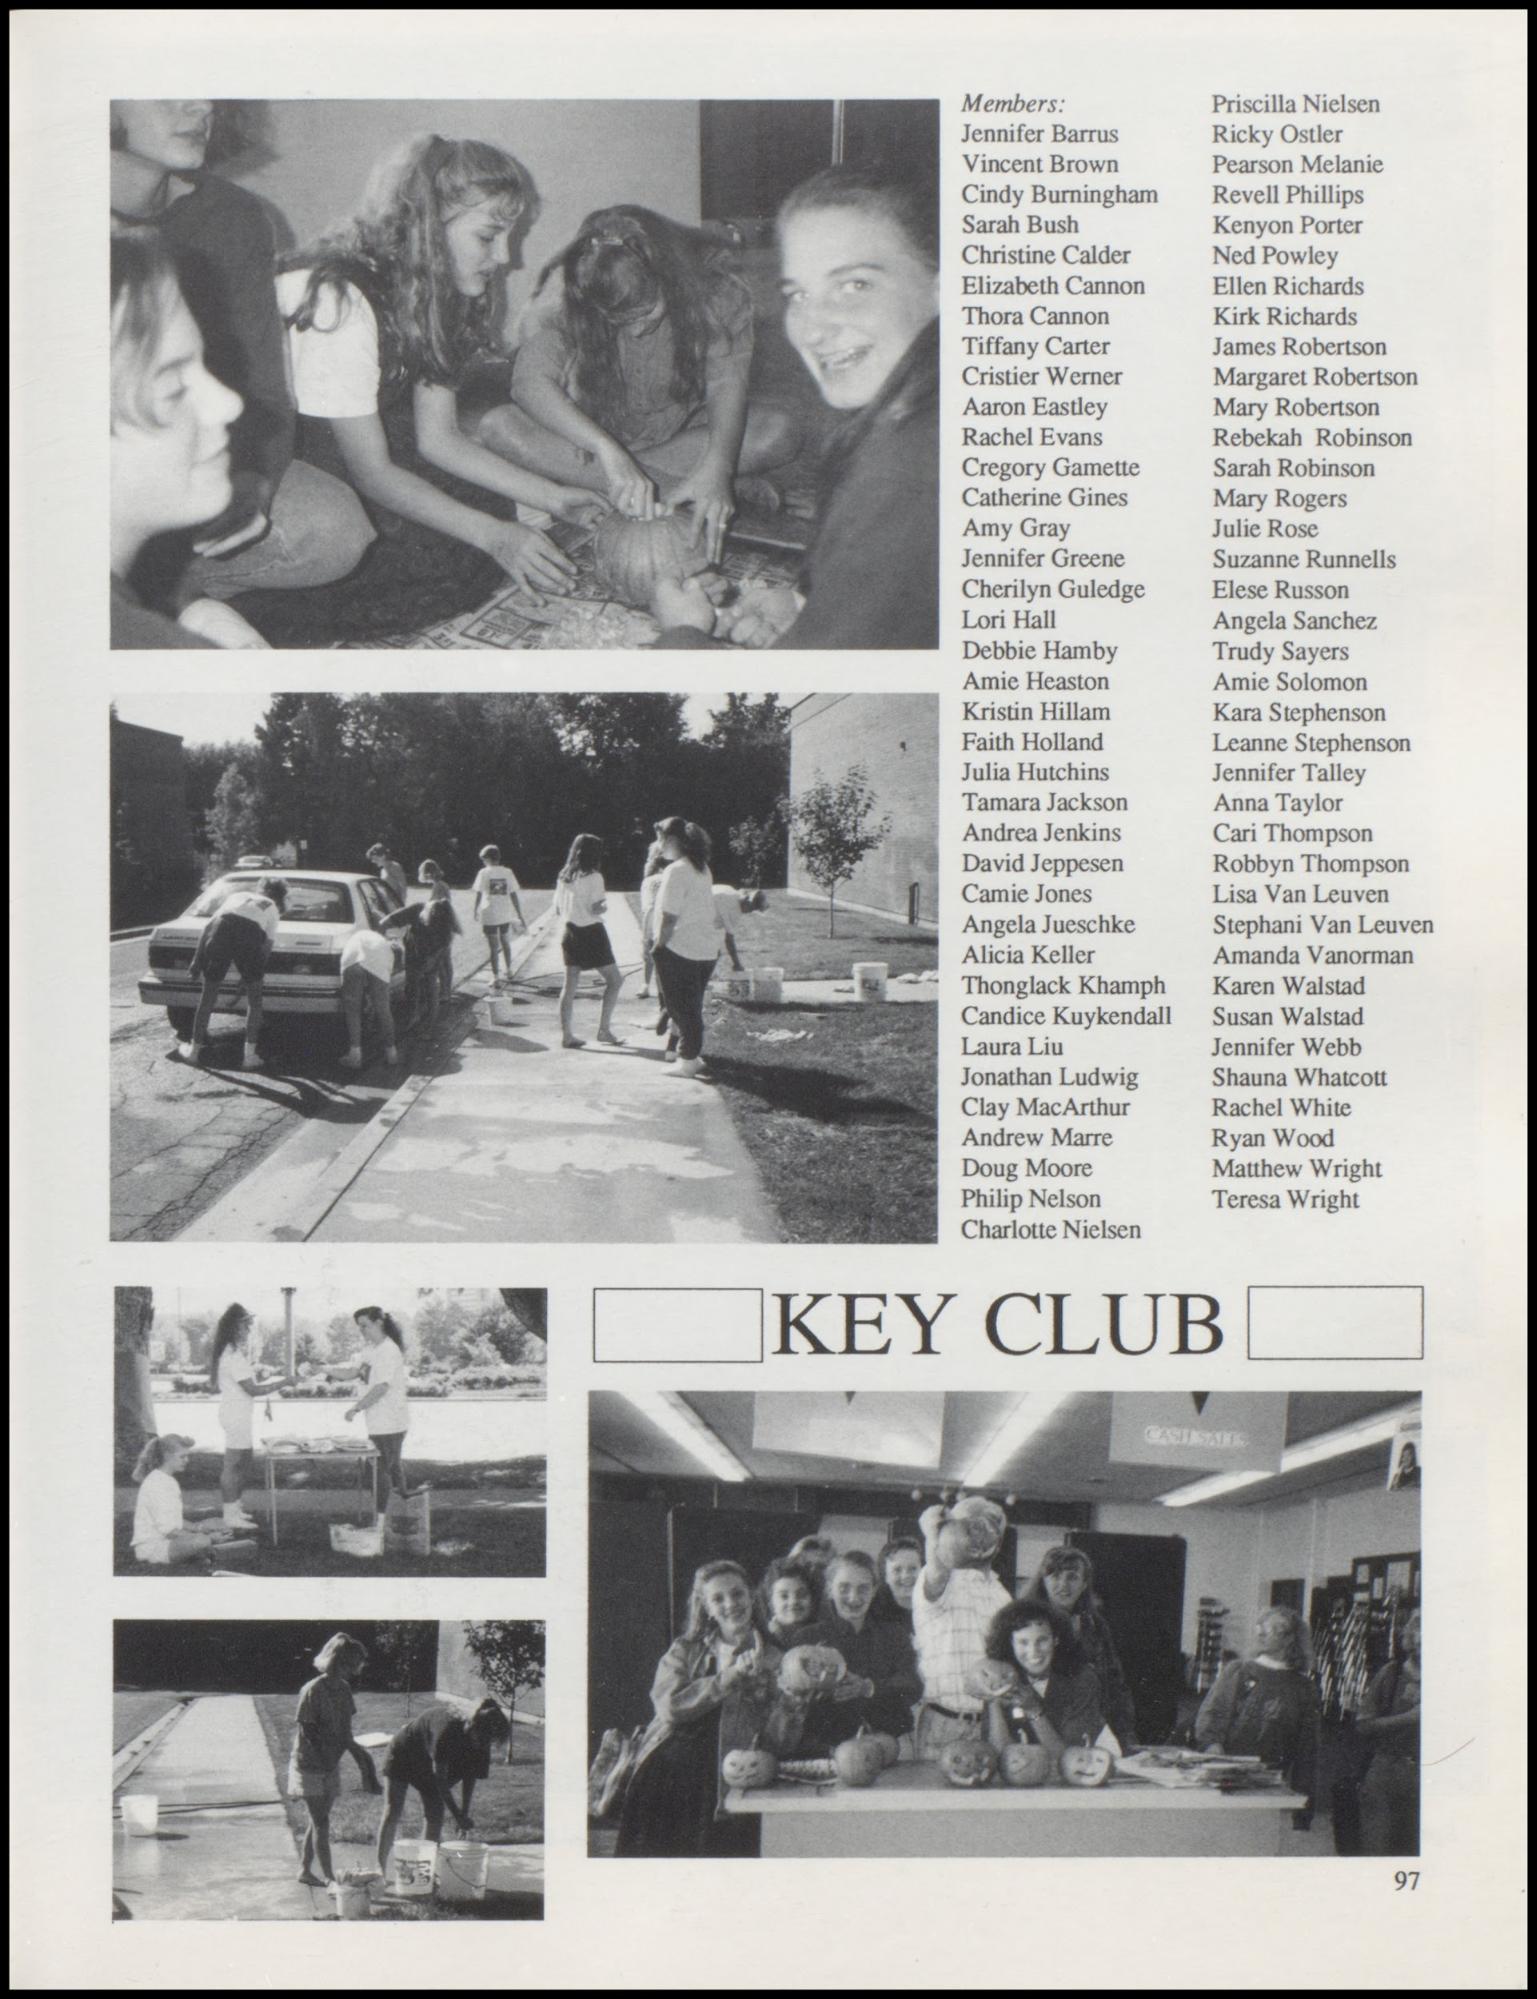 Members:
Jennifer Barrus
Vincent Brown
Cindy Burningham
Sarah Bush
Christine Calder
Elizabeth Cannon
Thora Cannon
Tiffany Carter
Cristier Werner
Aaron Eastley
Rachel Evans
Cregory Gamette
Catherine Gines
Amy Gray
Jennifer Greene
Cherilyn Guledge
Lori Hall
Debbie Hamby
Amie Heaston
Kristin Hillam
Faith Holland
Julia Hutchins
Tamara Jackson
Andrea Jenkins
David Jeppesen
Camie Jones
Angela Jueschke
Alicia Keller
Thonglack Khamph
Candice Kuykendall
Laura Liu
Jonathan Ludwig
Clay MacArthur
Andrew Marre
Doug Moore
Philip Nelson
Charlotte Nielsen
Priscilla Nielsen
Ricky Ostler
Pearson Melanie
Revell Phillips
Kenyon Porter
Ned Powley
Ellen Richards
Kirk Richards
James Robertson
Margaret Robertson
Mary Robertson
Rebekah Robinson
Sarah Robinson
Mary Rogers
Julie Rose
Suzanne Runnells
Elese Russon
Angela Sanchez
Trudy Sayers
Amie Solomon
Kara Stephenson
Leanne Stephenson
Jennifer Talley
Anna Taylor
Cari Thompson
Robbyn Thompson
Lisa Van Leuven
Stephani Van Leuven
Amanda Vanorman
Karen Walstad
Susan Walstad
Jennifer Webb
Shauna Whatcott
Rachel White
Ryan Wood
Matthew Wright
Teresa Wright
KEY CLUB
CASH SALES
97